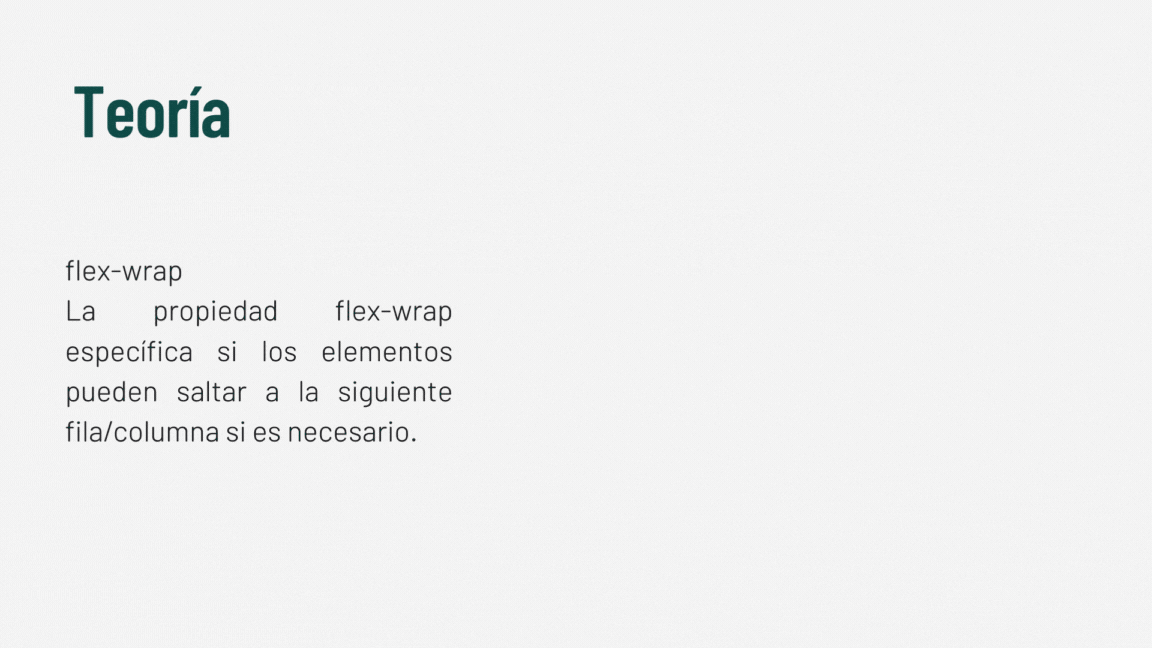 Teoría
flex-wrap
La propiedad flex-wrap
específica si los elementos
pueden saltar a la siguiente
fila/columna si es necesario.